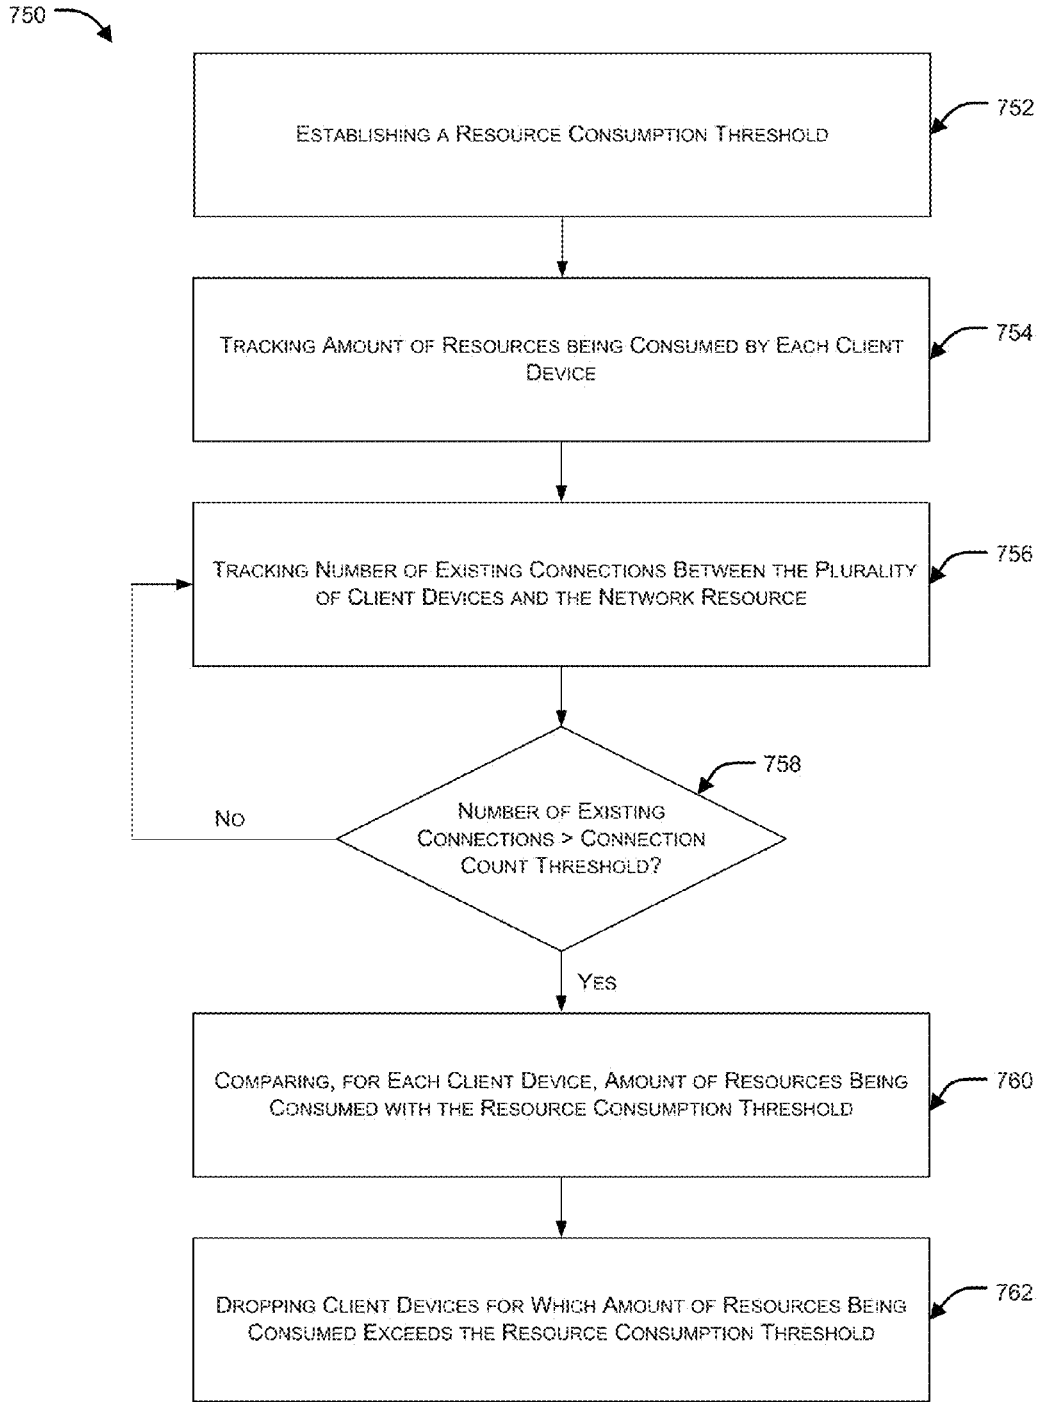 750
ESTABLISHING A RESOURCE CONSUMPTION THRESHOLD
752
TRACKING AMOUNT OF RESOURCES BEING CONSUMED BY EACH CLIENT
DEVICE
754
TRACKING NUMBER OF EXISTING CONNECTIONS BETWEEN THE PLURALITY
OF CLIENT DEVICES AND THE NETWORK RESOURCE
756
NUMBER OF EXISTING
CONNECTIONS > CONNECTION
COUNT THRESHOLD?
758
NO
YES
COMPARING, FOR EACH CLIENT DEVICE, AMOUNT OF RESOURCES BEING
CONSUMED WITH THE RESOURCE CONSUMPTION THRESHOLD
760
DROPPING CLIENT DEVICES FOR WHICH AMOUNT OF RESOURCES BEING
CONSUMED EXCEEDS THE RESOURCE CONSUMPTION THRESHOLD
762